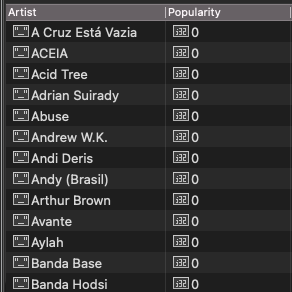 Artist Popularity
A Cruz Está Vazia 0
ACEIA 0
Acid Tree 0
Adrian Suirady 0
Abuse 0
Andrew W.K. 0
Andi Deris 0
Andy (Brasil) 0
Arthur Brown 0
Avante 0
Aylah 0
Banda Base 0
Banda Hodsi 0